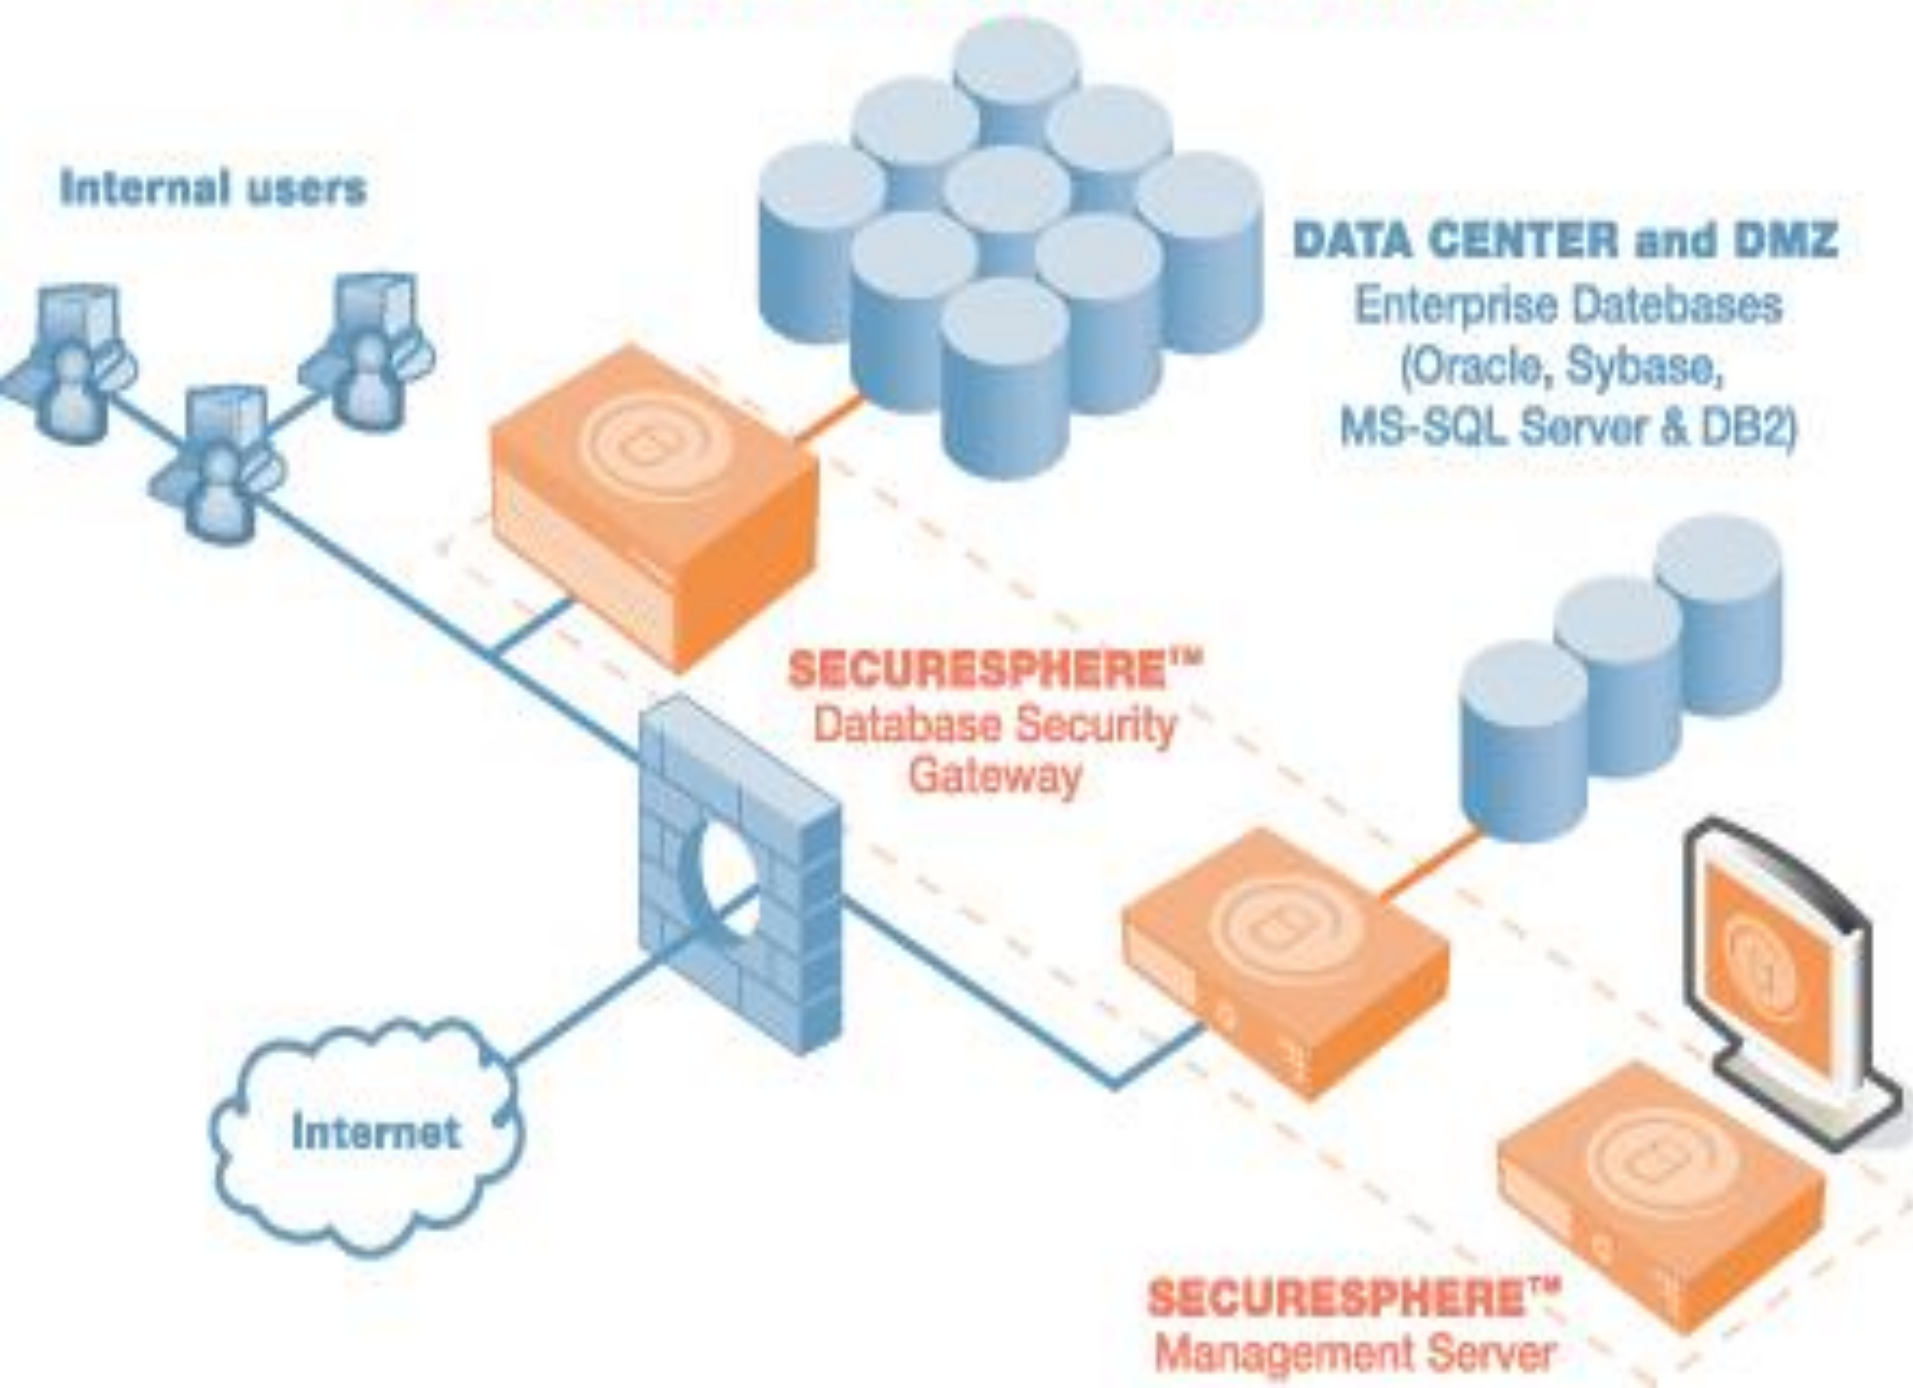 Internal users
DATA CENTER and DMZ
Enterprise Datebases
(Oracle, Sybase,
MS-SQL Server & DB2)
SECURESPHERE™
Database Security
Gateway
Internet
SECURESPHERE™
Management Server